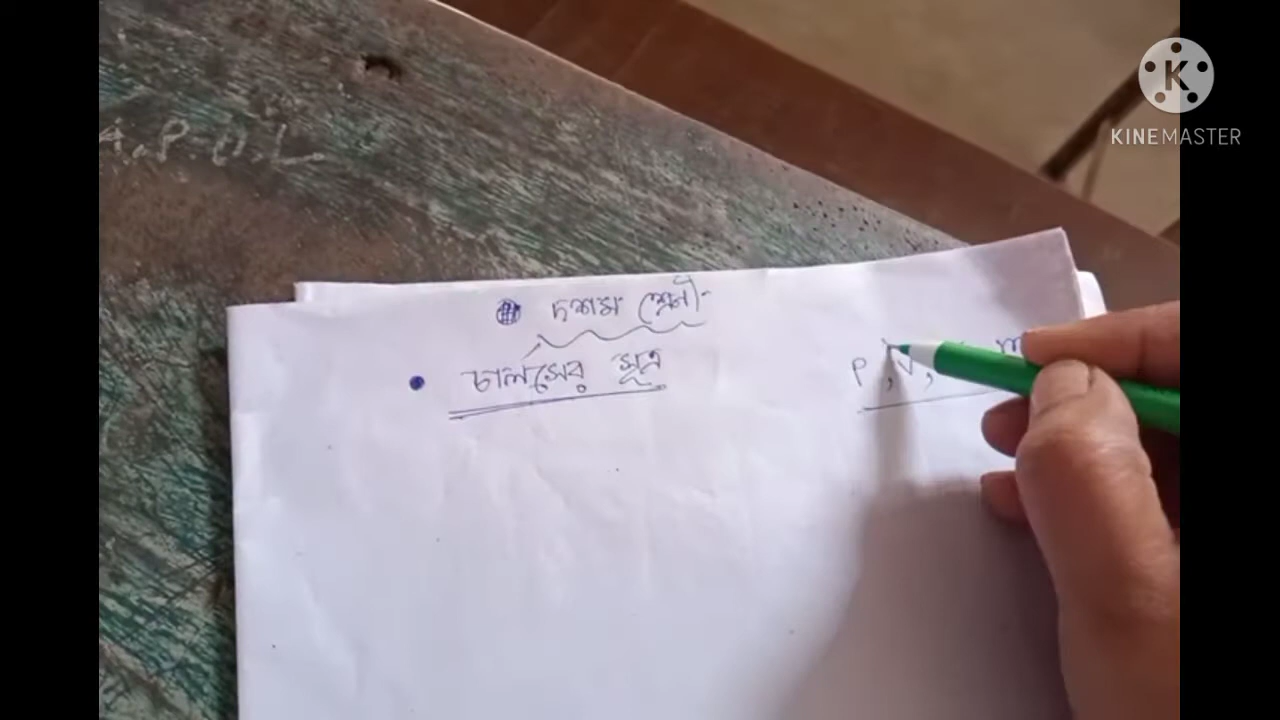 A.P.O.L
KINEMASTER
দশম শ্রেণী
চার্লসের সূত্র
P, V,
m